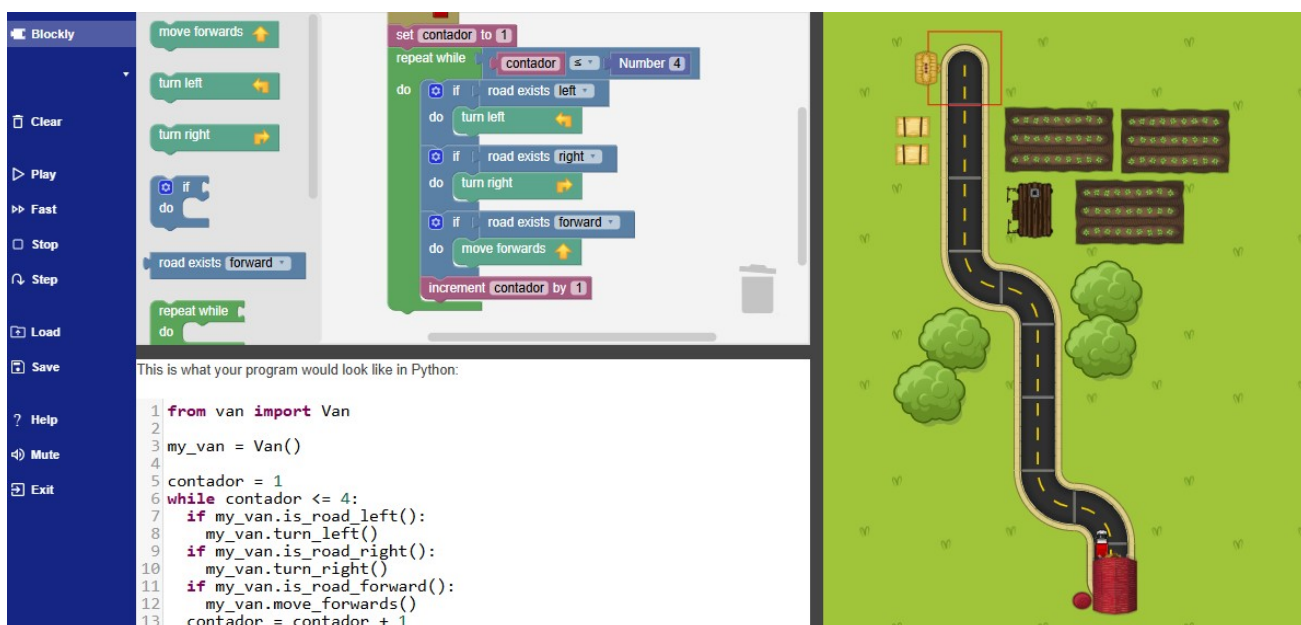 Blockly
Clear
Play
Fast
Stop
Step
Load
Save
Help
Mute
Exit
move forwards
turn left
turn right
if
do
road exists forward
repeat while
do
set contador to 1
repeat while contador ≤ Number 4
do if road exists left
do turn left
if road exists right
do turn right
if road exists forward
do move forwards
increment contador by 1
This is what your program would look like in Python:
1 from van import Van
2
3 my_van = Van()
4
5 contador = 1
6 while contador <= 4:
7 if my_van.is_road_left():
8 my_van.turn_left()
9 if my_van.is_road_right():
10 my_van.turn_right()
11 if my_van.is_road_forward():
12 my_van.move_forwards()
13 contador = contador + 1